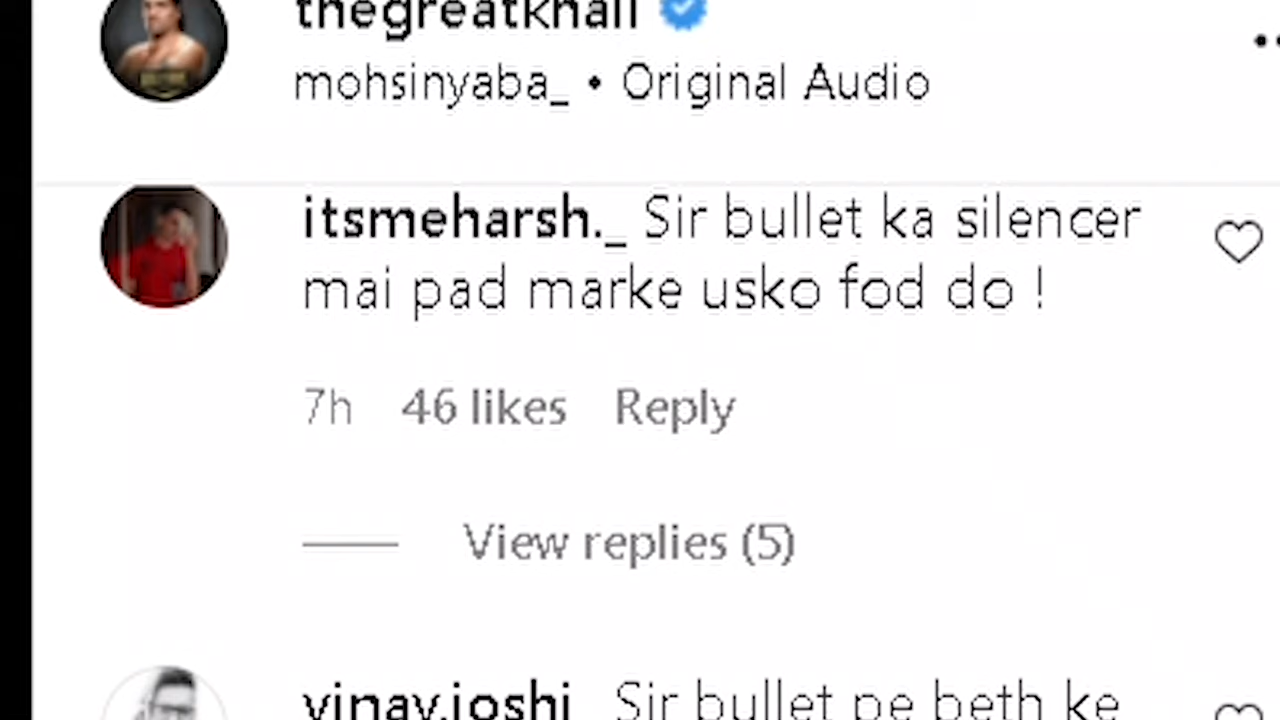 thegreatkhali
mohsinyaba_ • Original Audio
itsmeharsh._ Sir bullet ka silencer
mai pad marke usko fod do !
7h 46 likes Reply
View replies (5)
vinay.joshi_ Sir bullet pe beth ke